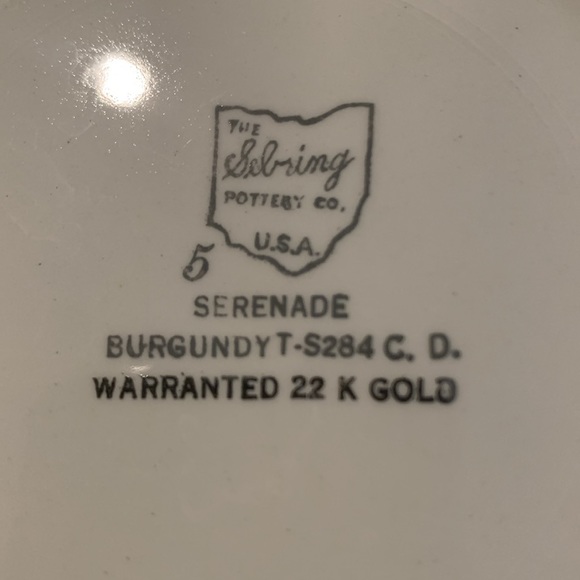 THE
Sebring
POTTERY CO.
U.S.A.
5
SERENADE
BURGUNDY T-S284 C. D.
WARRANTED 22 K GOLD